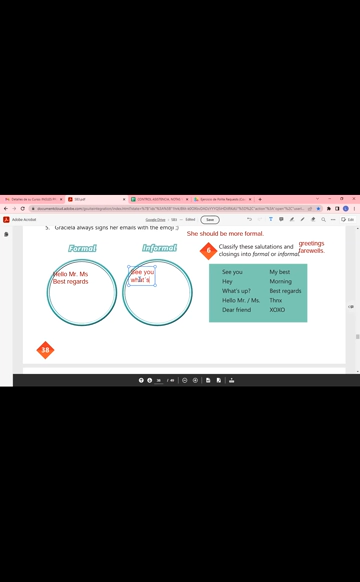 Adobe Acrobat
Save
Edit
5. Graciela always signs her emails with the emoji ;)
She should be more formal.
Formal
Informal
6 Classify these salutations and greetings
closings into formal or informal. farewells.
Hello Mr. Ms
Best regards
See you
what's
See you My best
Hey Morning
What's up? Best regards
Hello Mr. / Ms. Thnx
Dear friend XOXO
38